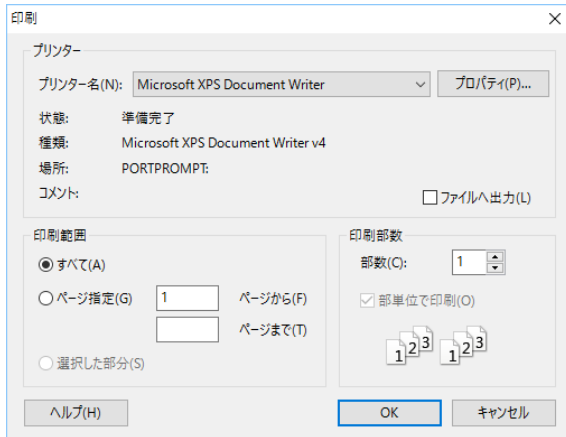 印刷
プリンター
プリンター名(N): Microsoft XPS Document Writer プロパティ(P)...
状態: 準備完了
種類: Microsoft XPS Document Writer v4
場所: PORTPROMPT:
コメント: ファイルへ出力(L)
印刷範囲
すべて(A)
ページ指定(G) 1 ページから(F)
ページまで(T)
選択した部分(S)
印刷部数
部数(C): 1
部単位で印刷(O)
1 2 3 1 2 3
ヘルプ(H) OK キャンセル